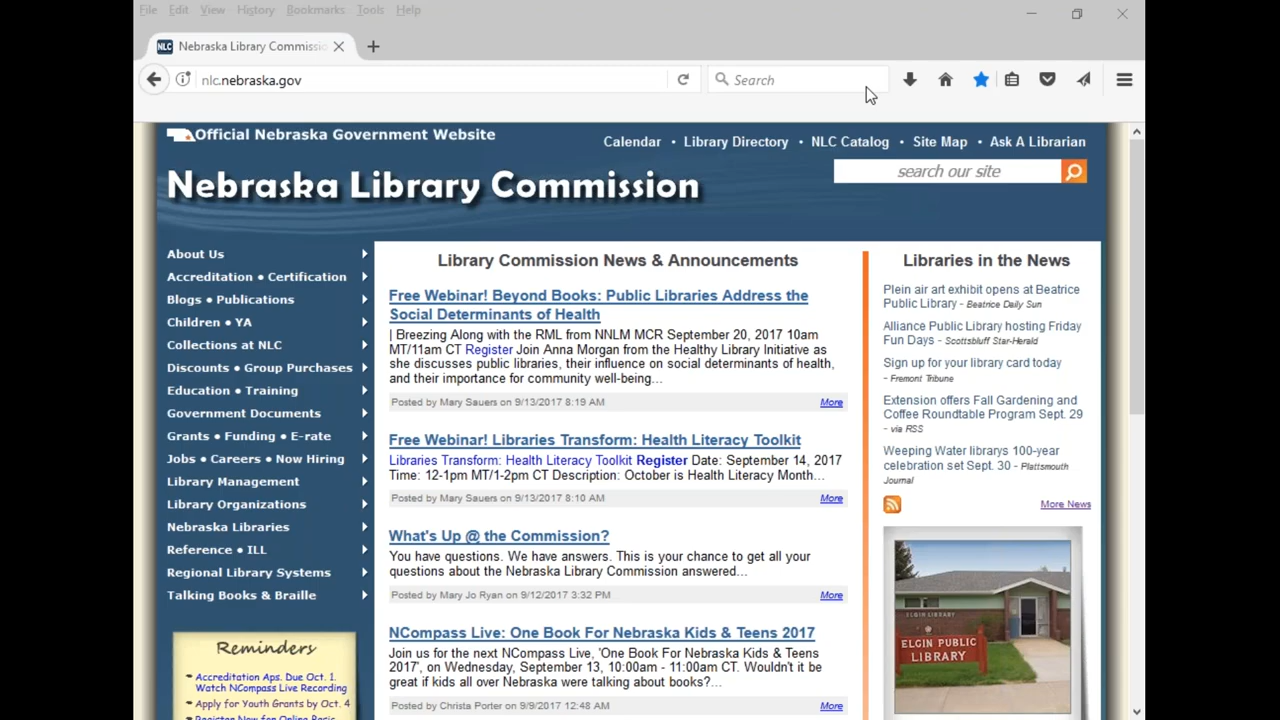 File Edit View History Bookmarks Tools Help
NLC Nebraska Library Commissio
nlc.nebraska.gov
Search
Official Nebraska Government Website
Calendar • Library Directory • NLC Catalog • Site Map • Ask A Librarian
search our site
Nebraska Library Commission
About Us
Accreditation • Certification
Blogs • Publications
Children • YA
Collections at NLC
Discounts • Group Purchases
Education • Training
Government Documents
Grants • Funding • E-rate
Jobs • Careers • Now Hiring
Library Management
Library Organizations
Nebraska Libraries
Reference • ILL
Regional Library Systems
Talking Books & Braille
Reminders
Accreditation Aps. Due Oct. 1.
Watch NCompass Live Recording
Apply for Youth Grants by Oct. 4
Register Now for Online Basic
Library Commission News & Announcements
Free Webinar! Beyond Books: Public Libraries Address the
Social Determinants of Health
| Breezing Along with the RML from NNLM MCR September 20, 2017 10am
MT/11am CT Register Join Anna Morgan from the Healthy Library Initiative as
she discusses public libraries, their influence on social determinants of health,
and their importance for community well-being...
Posted by Mary Sauers on 9/13/2017 8:19 AM More
Free Webinar! Libraries Transform: Health Literacy Toolkit
Libraries Transform: Health Literacy Toolkit Register Date: September 14, 2017
Time: 12-1pm MT/1-2pm CT Description: October is Health Literacy Month...
Posted by Mary Sauers on 9/13/2017 8:10 AM More
What's Up @ the Commission?
You have questions. We have answers. This is your chance to get all your
questions about the Nebraska Library Commission answered...
Posted by Mary Jo Ryan on 9/12/2017 3:32 PM More
NCompass Live: One Book For Nebraska Kids & Teens 2017
Join us for the next NCompass Live, 'One Book For Nebraska Kids & Teens
2017', on Wednesday, September 13, 10:00am - 11:00am CT. Wouldn't it be
great if kids all over Nebraska were talking about books?...
Posted by Christa Porter on 9/9/2017 12:48 AM More
Libraries in the News
Plein air art exhibit opens at Beatrice
Public Library - Beatrice Daily Sun
Alliance Public Library hosting Friday
Fun Days - Scottsbluff Star-Herald
Sign up for your library card today
- Fremont Tribune
Extension offers Fall Gardening and
Coffee Roundtable Program Sept. 29
- via RSS
Weeping Water librarys 100-year
celebration set Sept. 30 - Plattsmouth
Journal
More News
ELGIN LIBRARY
ELGIN PUBLIC
LIBRARY